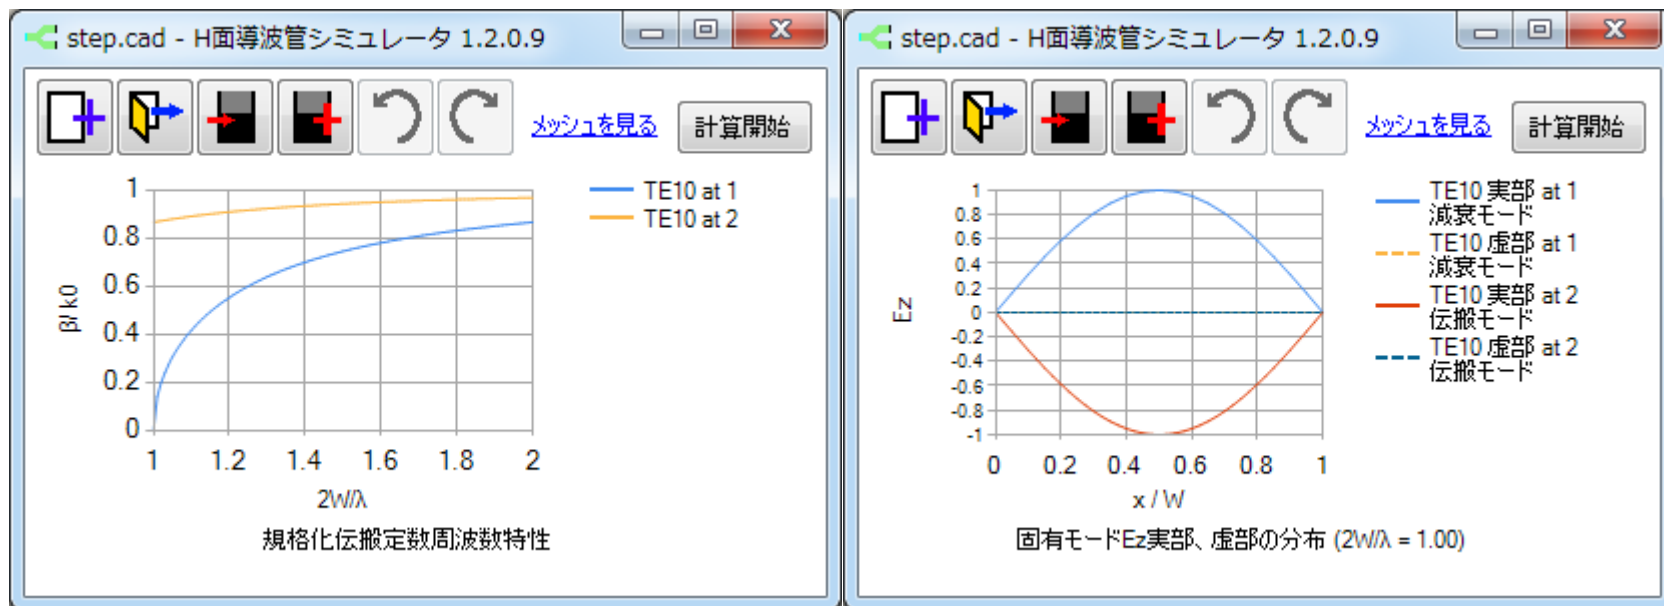 step.cad - H面導波管シミュレータ 1.2.0.9
メッシュを見る
計算開始
TE10 at 1
TE10 at 2
1
0.8
0.6
0.4
0.2
0
β/ k0
1 1.2 1.4 1.6 1.8 2
2W/λ
規格化伝搬定数周波数特性
step.cad - H面導波管シミュレータ 1.2.0.9
メッシュを見る
計算開始
TE10 実部 at 1
減衰モード
TE10 虚部 at 1
減衰モード
TE10 実部 at 2
伝搬モード
TE10 虚部 at 2
伝搬モード
1
0.8
0.6
0.4
0.2
0
-0.2
-0.4
-0.6
-0.8
-1
Ez
0 0.2 0.4 0.6 0.8 1
x / W
固有モードEz実部、虚部の分布 (2W/λ = 1.00)